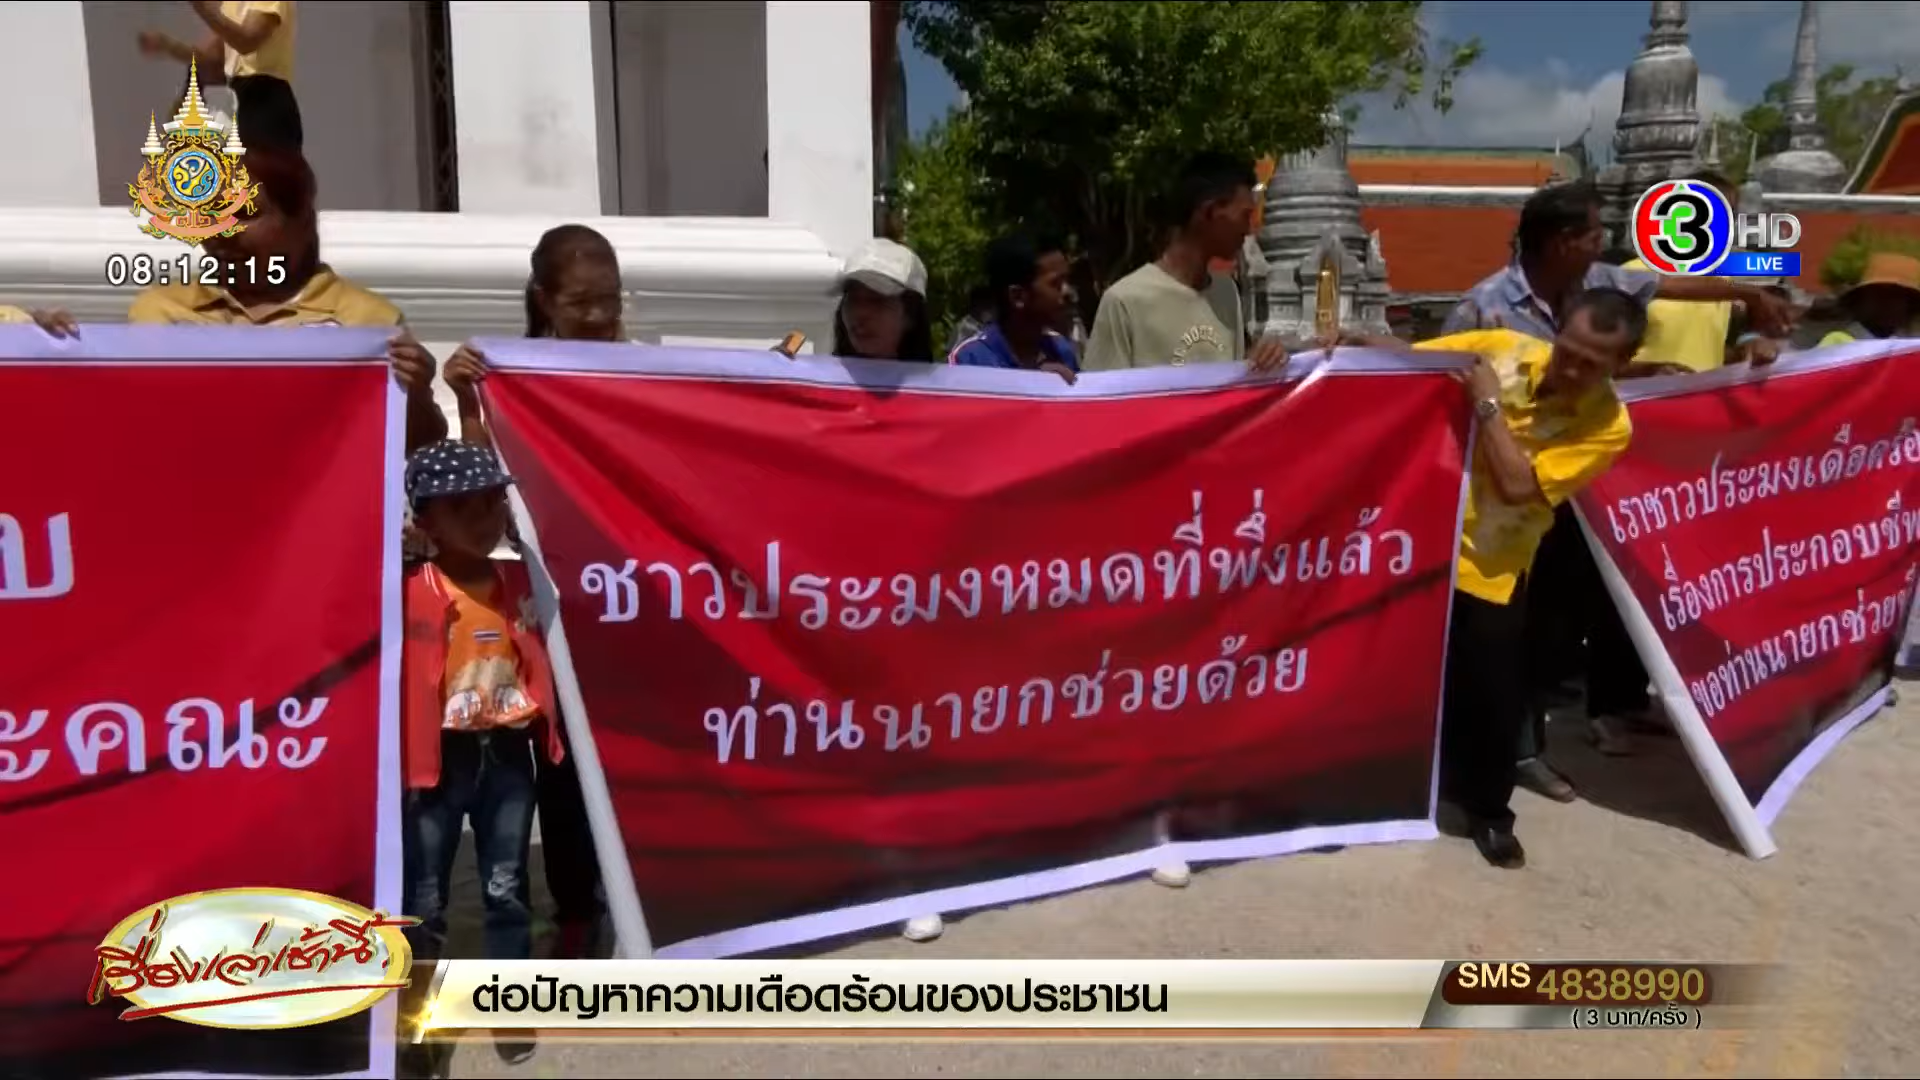 08:12:15
3 HD
LIVE
บ
ะคณะ
ชาวประมงหมดที่พึ่งแล้ว
ท่านนายกช่วยด้วย
เราชาวประมงเดือดร้อ
เรื่องการประกอบชีพ
ขอท่านนายกช่วย
เรื่องเล่าเช้านี้
ต่อปัญหาความเดือดร้อนของประชาชน
SMS 4838990
( 3 บาท/ครั้ง )